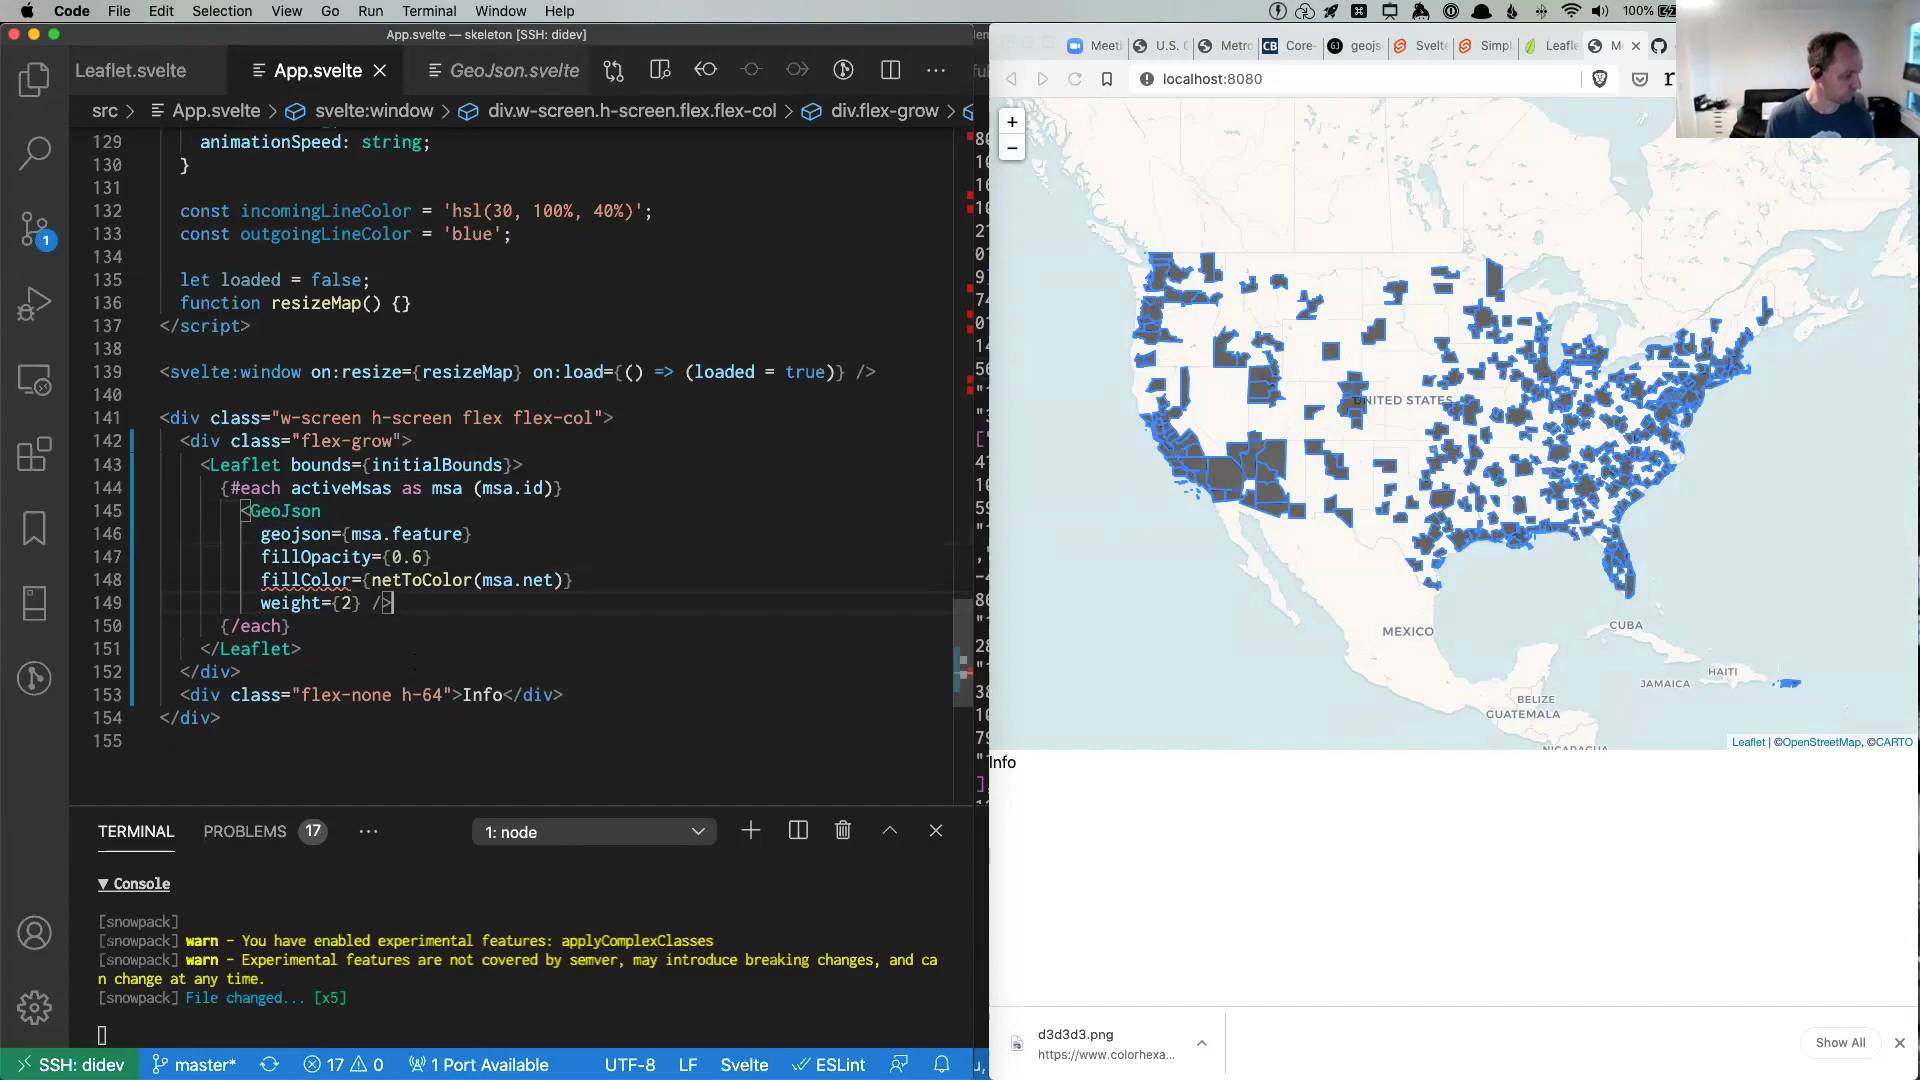 Code File Edit Selection View Go Run Terminal Window Help
100%
App.svelte — skeleton [SSH: didev]
Leaflet.svelte
App.svelte
GeoJson.svelte
src > App.svelte > svelte:window > div.w-screen.h-screen.flex.flex-col > div.flex-grow >
129 animationSpeed: string;
130 }
131
132 const incomingLineColor = 'hsl(30, 100%, 40%)';
133 const outgoingLineColor = 'blue';
134
135 let loaded = false;
136 function resizeMap() {}
137 </script>
138
139 <svelte:window on:resize={resizeMap} on:load={() => (loaded = true)} />
140
141 <div class="w-screen h-screen flex flex-col">
142 <div class="flex-grow">
143 <Leaflet bounds={initialBounds}>
144 {#each activeMsas as msa (msa.id)}
145 <GeoJson
146 geojson={msa.feature}
147 fillOpacity={0.6}
148 fillColor={netToColor(msa.net)}
149 weight={2} />
150 {/each}
151 </Leaflet>
152 </div>
153 <div class="flex-none h-64">Info</div>
154 </div>
155
TERMINAL PROBLEMS 17 ···
1: node
▼ Console
[snowpack]
[snowpack] warn - You have enabled experimental features: applyComplexClasses
[snowpack] warn - Experimental features are not covered by semver, may introduce breaking changes, and ca
n change at any time.
[snowpack] File changed... [x5]
SSH: didev master* 17 0 1 Port Available UTF-8 LF Svelte ESLint
Meeti U.S. C Metro CB Core- GJ geojs Svelte Simpl Leafle M
localhost:8080
+
−
UNITED STATES
MEXICO
CUBA
HAITI
JAMAICA
BELIZE
GUATEMALA
NICARAGUA
Leaflet | ©OpenStreetMap, ©CARTO
Info
d3d3d3.png
https://www.colorhexa...
Show All